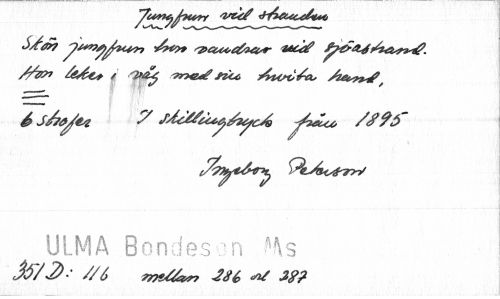 Jungfrun vid stranden
Skön jungfrun hon vandrar vid sjöastrand.
Hon leker i våg med sin hvita hand,
6 strofer I skillingtryck från 1895
Ingeborg Peterson
ULMA Bondeson Ms
351 D: 116 mellan 286 och 287